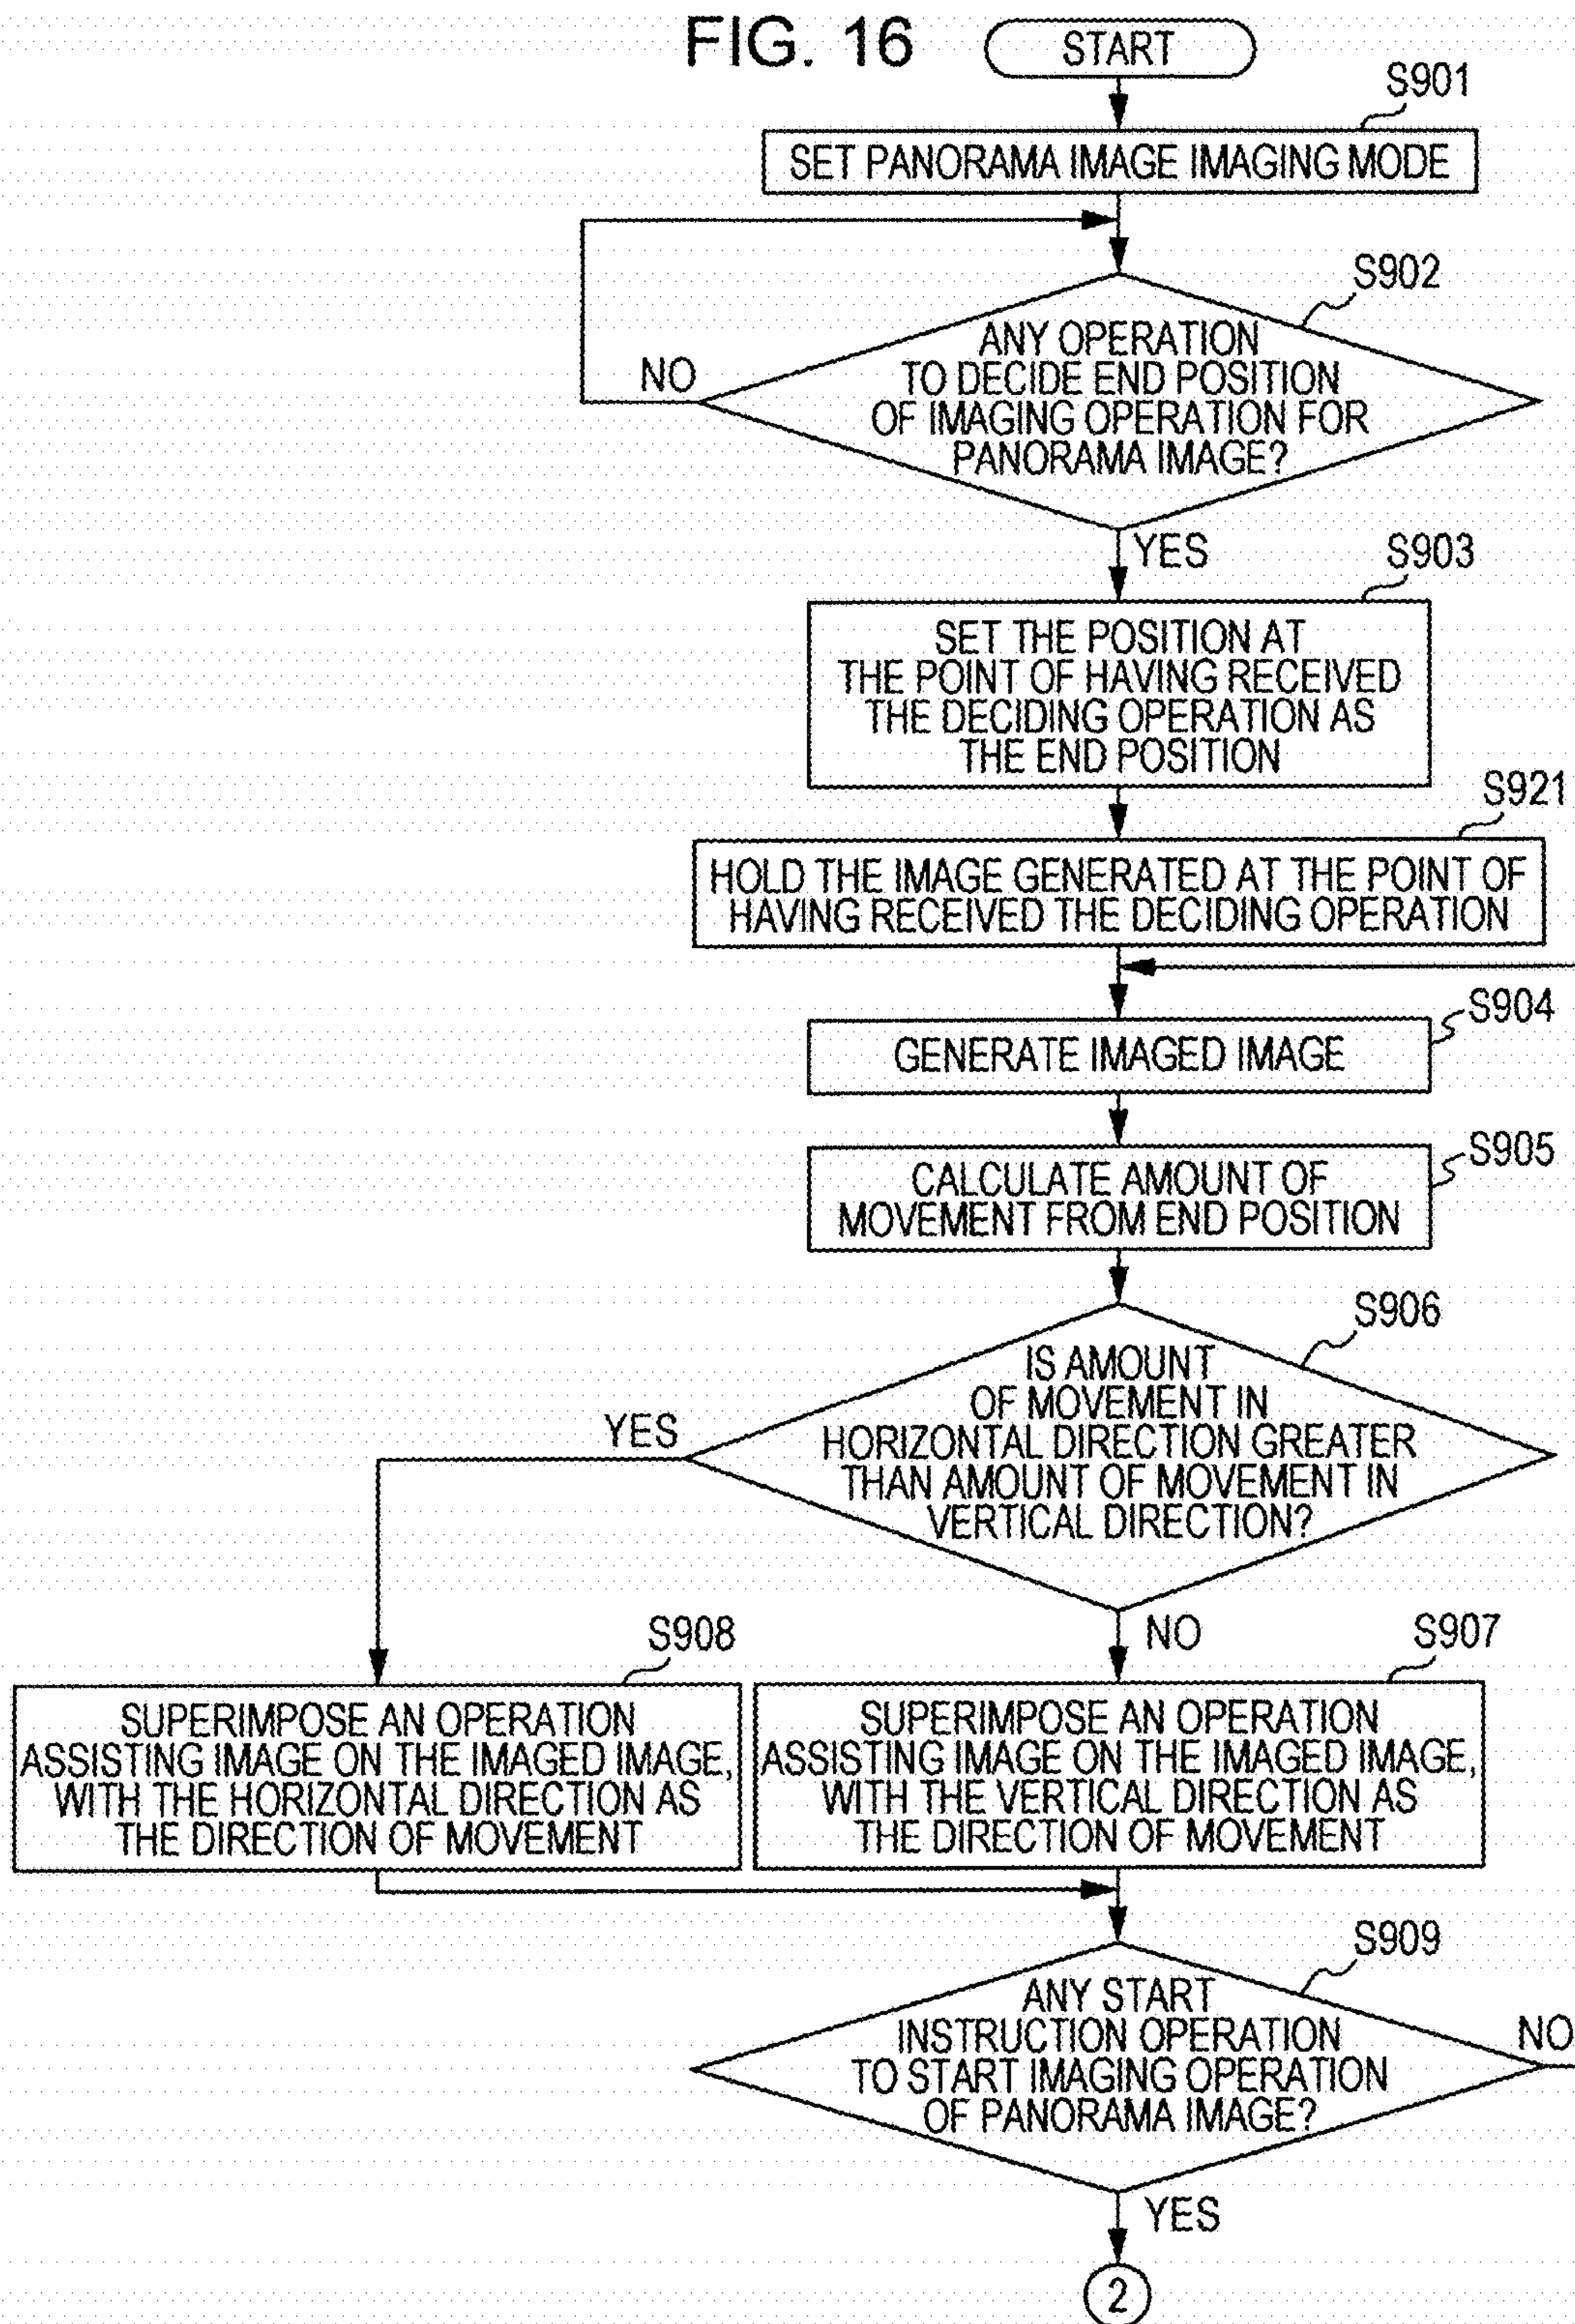 FIG. 16
START
S901
SET PANORAMA IMAGE IMAGING MODE
S902
ANY OPERATION
TO DECIDE END POSITION
OF IMAGING OPERATION FOR
PANORAMA IMAGE?
NO
YES
S903
SET THE POSITION AT
THE POINT OF HAVING RECEIVED
THE DECIDING OPERATION AS
THE END POSITION
S921
HOLD THE IMAGE GENERATED AT THE POINT OF
HAVING RECEIVED THE DECIDING OPERATION
S904
GENERATE IMAGED IMAGE
S905
CALCULATE AMOUNT OF
MOVEMENT FROM END POSITION
S906
IS AMOUNT
OF MOVEMENT IN
HORIZONTAL DIRECTION GREATER
THAN AMOUNT OF MOVEMENT IN
VERTICAL DIRECTION?
YES
NO
S908
SUPERIMPOSE AN OPERATION
ASSISTING IMAGE ON THE IMAGED IMAGE,
WITH THE HORIZONTAL DIRECTION AS
THE DIRECTION OF MOVEMENT
S907
SUPERIMPOSE AN OPERATION
ASSISTING IMAGE ON THE IMAGED IMAGE,
WITH THE VERTICAL DIRECTION AS
THE DIRECTION OF MOVEMENT
S909
ANY START
INSTRUCTION OPERATION
TO START IMAGING OPERATION
OF PANORAMA IMAGE?
NO
YES
2